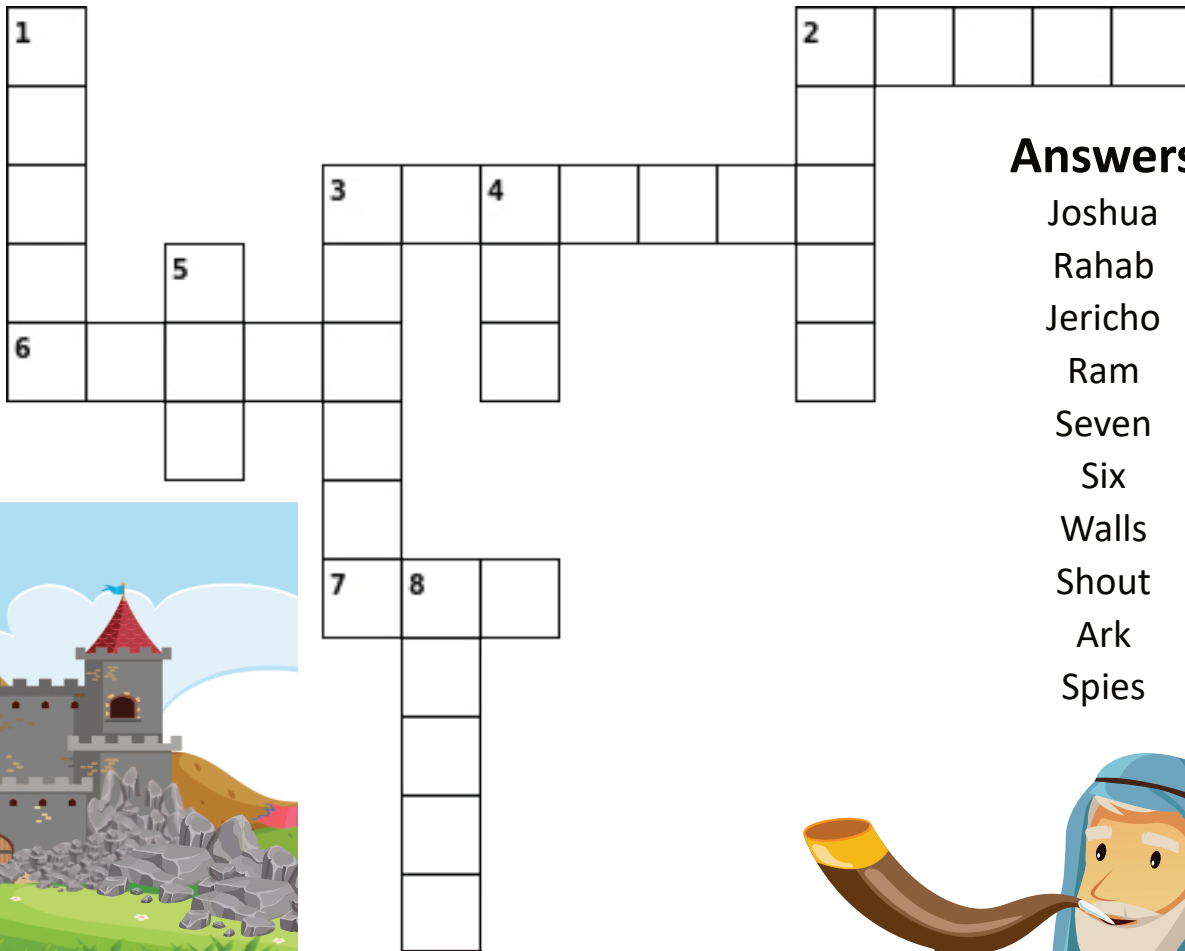 1
2
3
4
5
6
7
8
Answers
Joshua
Rahab
Jericho
Ram
Seven
Six
Walls
Shout
Ark
Spies